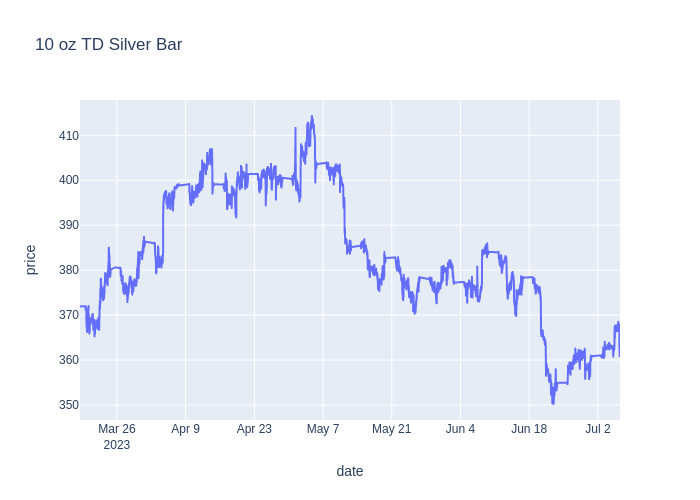 10 oz TD Silver Bar
price
410
400
390
380
370
360
350
Mar 26
2023
Apr 9
Apr 23
May 7
May 21
Jun 4
Jun 18
Jul 2
date